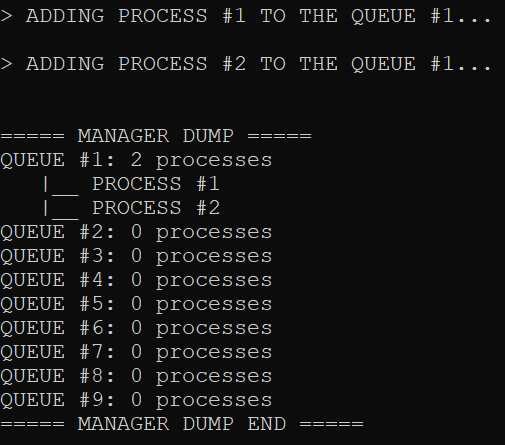 > ADDING PROCESS #1 TO THE QUEUE #1...
> ADDING PROCESS #2 TO THE QUEUE #1...
===== MANAGER DUMP =====
QUEUE #1: 2 processes
|__ PROCESS #1
|__ PROCESS #2
QUEUE #2: 0 processes
QUEUE #3: 0 processes
QUEUE #4: 0 processes
QUEUE #5: 0 processes
QUEUE #6: 0 processes
QUEUE #7: 0 processes
QUEUE #8: 0 processes
QUEUE #9: 0 processes
===== MANAGER DUMP END =====